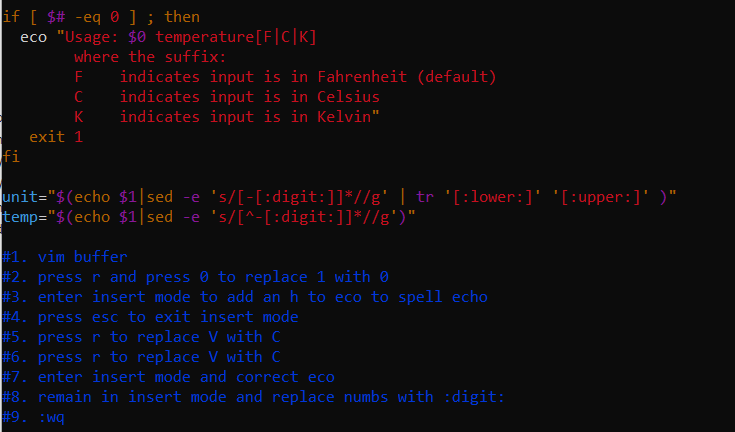 if [ $# -eq 0 ] ; then
  eco "Usage: $0 temperature[F|C|K]
        where the suffix:
        F    indicates input is in Fahrenheit (default)
        C    indicates input is in Celsius
        K    indicates input is in Kelvin"
   exit 1
fi
unit="$(echo $1|sed -e 's/[-[:digit:]]*//g' | tr '[:lower:]' '[:upper:]' )"
temp="$(echo $1|sed -e 's/[^-[:digit:]]*//g')"
#1. vim buffer
#2. press r and press 0 to replace 1 with 0
#3. enter insert mode to add an h to eco to spell echo
#4. press esc to exit insert mode
#5. press r to replace V with C
#6. press r to replace V with C
#7. enter insert mode and correct eco
#8. remain in insert mode and replace numbs with :digit:
#9. :wq